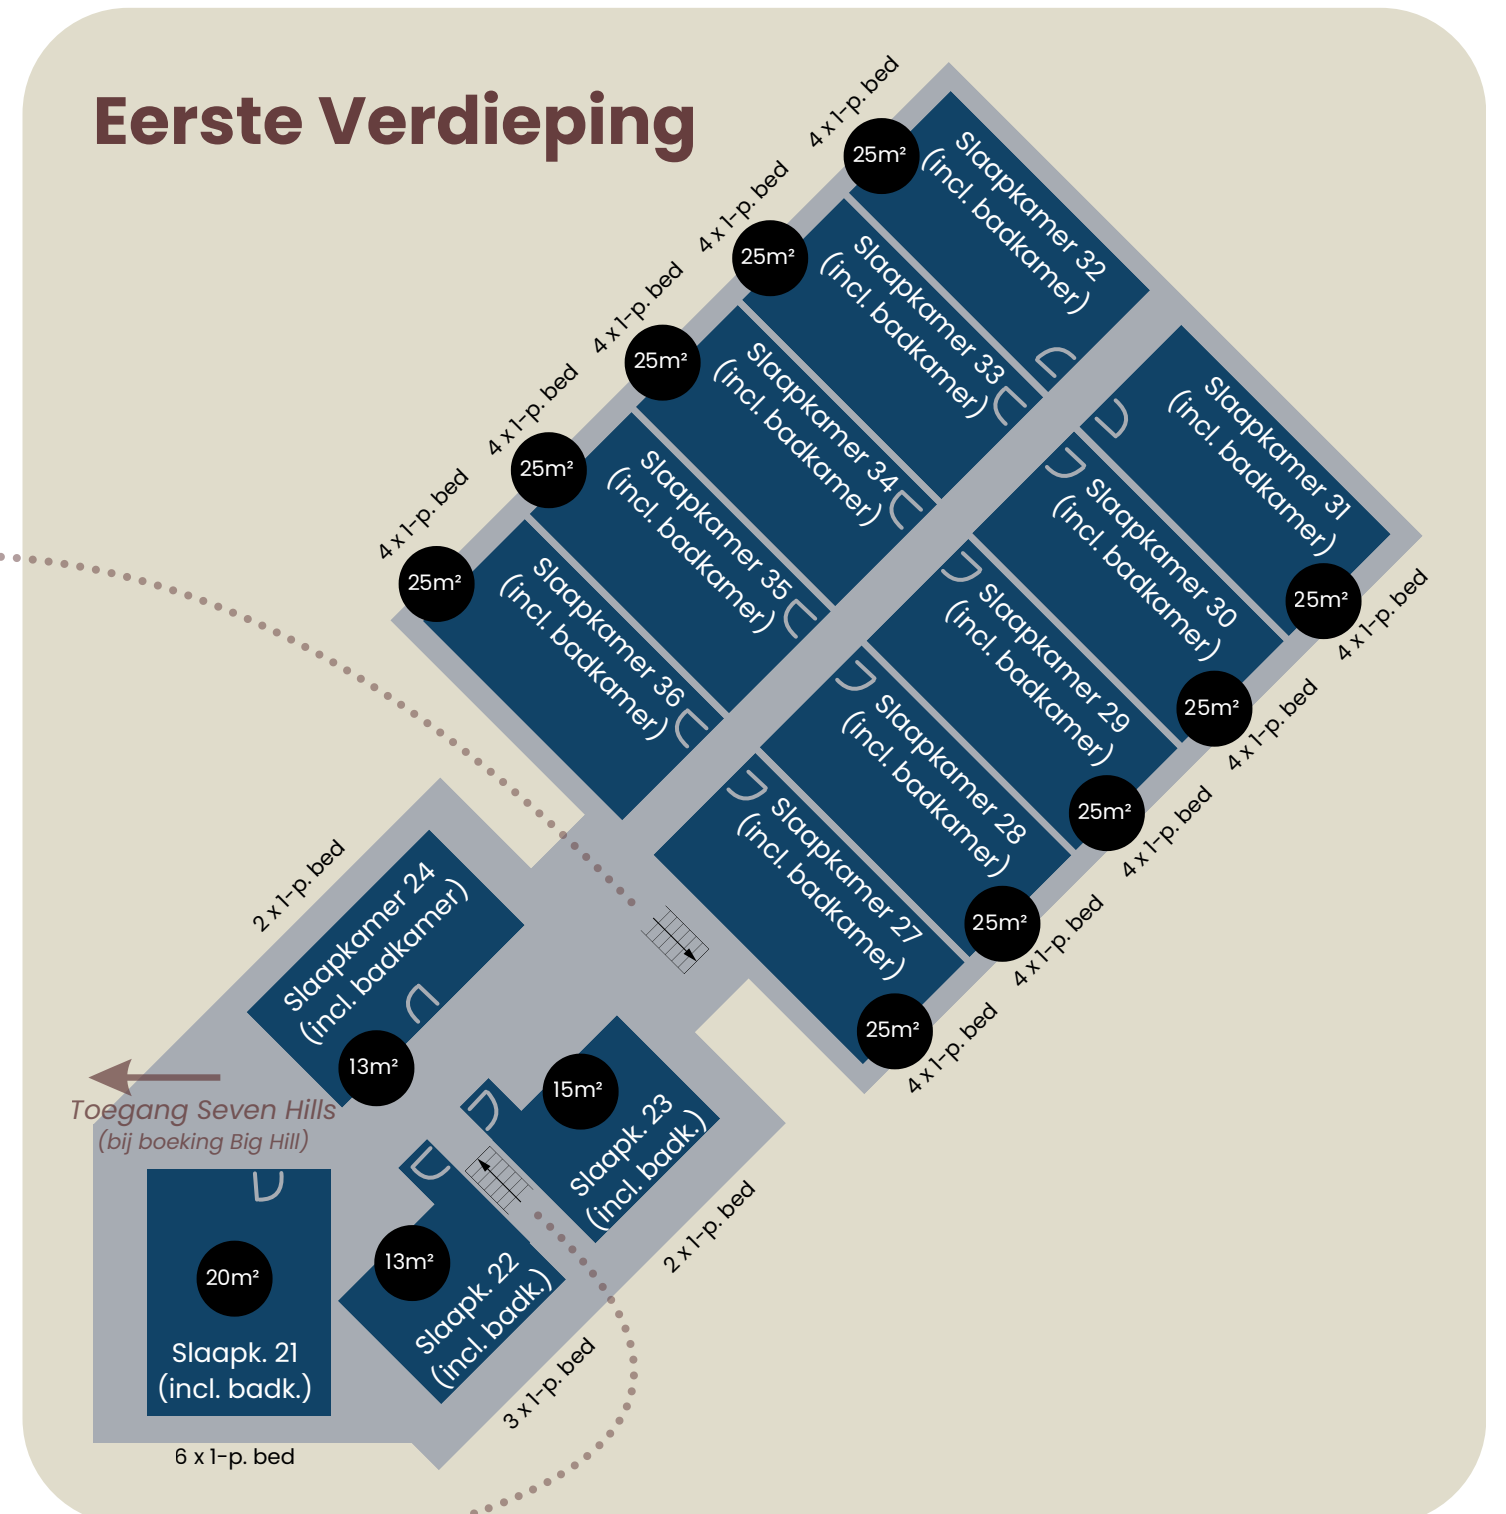 Eerste Verdieping
4 x 1-p. bed
25m²
Slaapkamer 32
(incl. badkamer)
4 x 1-p. bed
25m²
Slaapkamer 33
(incl. badkamer)
4 x 1-p. bed
25m²
Slaapkamer 34
(incl. badkamer)
4 x 1-p. bed
25m²
Slaapkamer 35
(incl. badkamer)
4 x 1-p. bed
25m²
Slaapkamer 36
(incl. badkamer)
Slaapkamer 31
(incl. badkamer)
25m²
4 x 1-p. bed
Slaapkamer 30
(incl. badkamer)
25m²
4 x 1-p. bed
Slaapkamer 29
(incl. badkamer)
25m²
4 x 1-p. bed
Slaapkamer 28
(incl. badkamer)
25m²
4 x 1-p. bed
Slaapkamer 27
(incl. badkamer)
25m²
4 x 1-p. bed
2 x 1-p. bed
Slaapkamer 24
(incl. badkamer)
13m²
Toegang Seven Hills
(bij boeking Big Hill)
15m²
Slaapk. 23
(incl. badk.)
2 x 1-p. bed
13m²
Slaapk. 22
(incl. badk.)
3 x 1-p. bed
20m²
Slaapk. 21
(incl. badk.)
6 x 1-p. bed